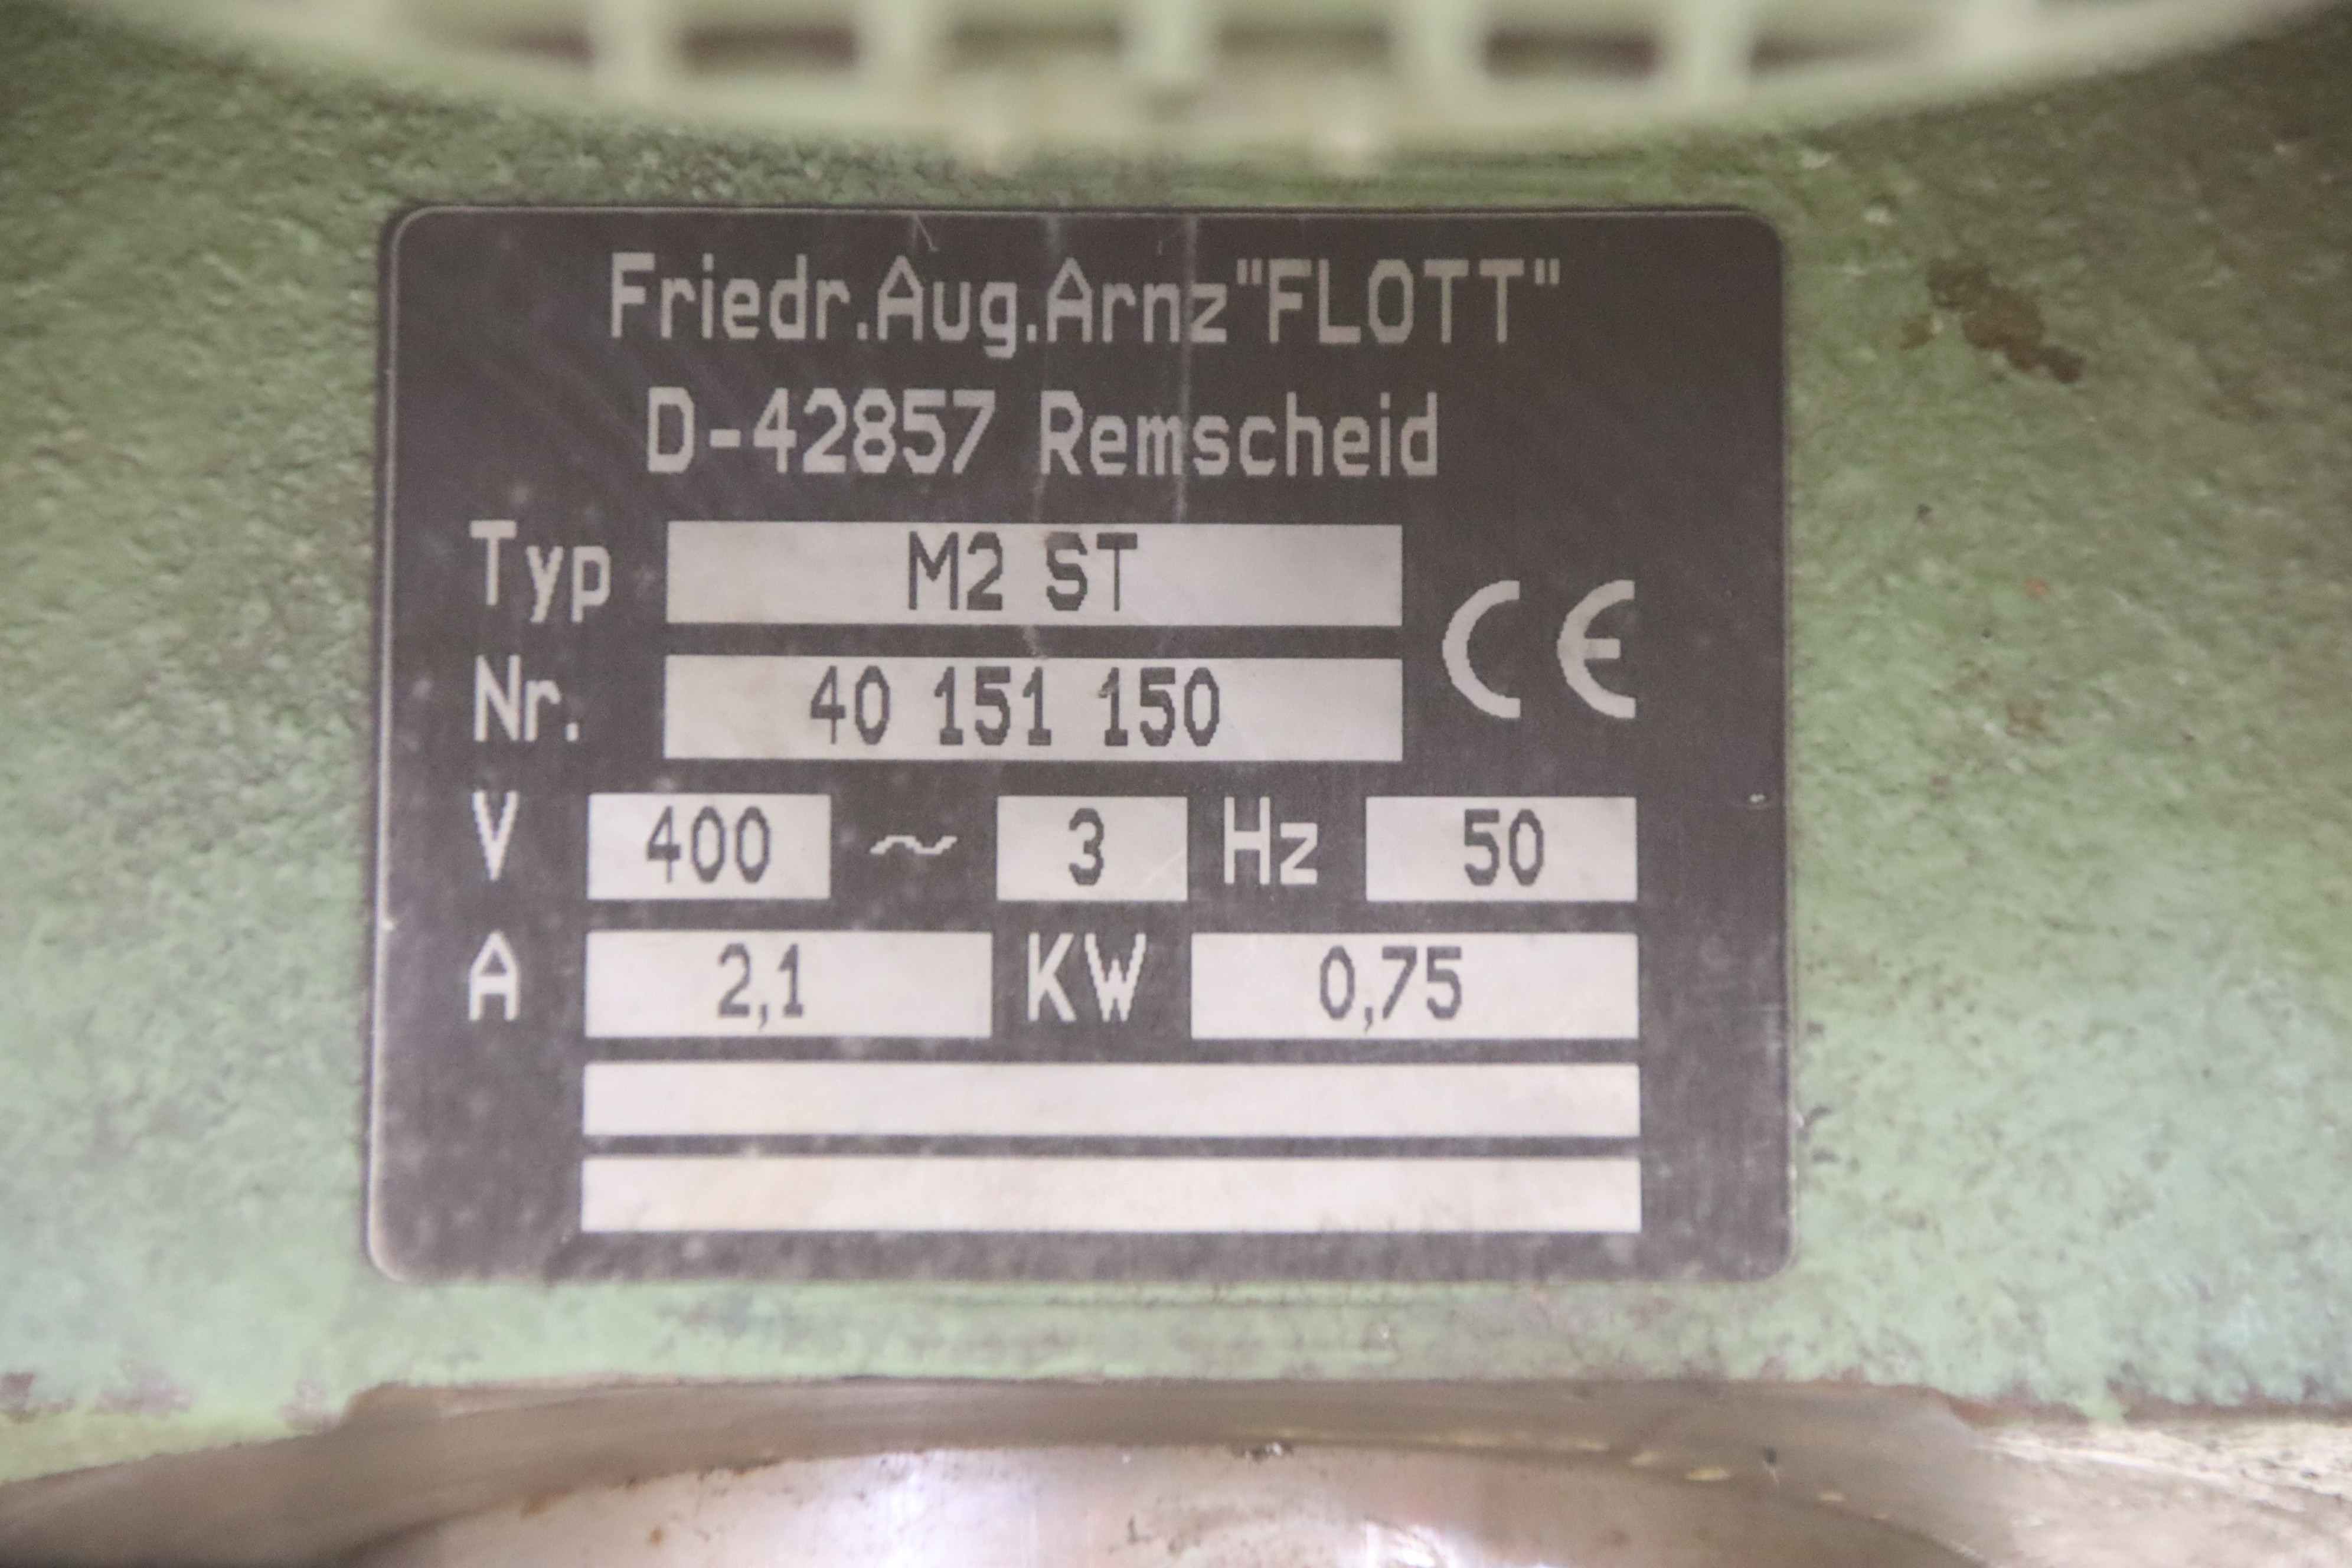 Friedr.Aug.Arnz"FLOTT"
D-42857 Remscheid
Typ M2 ST
Nr. 40 151 150
CE
V 400 ~ 3 Hz 50
A 2,1 KW 0,75